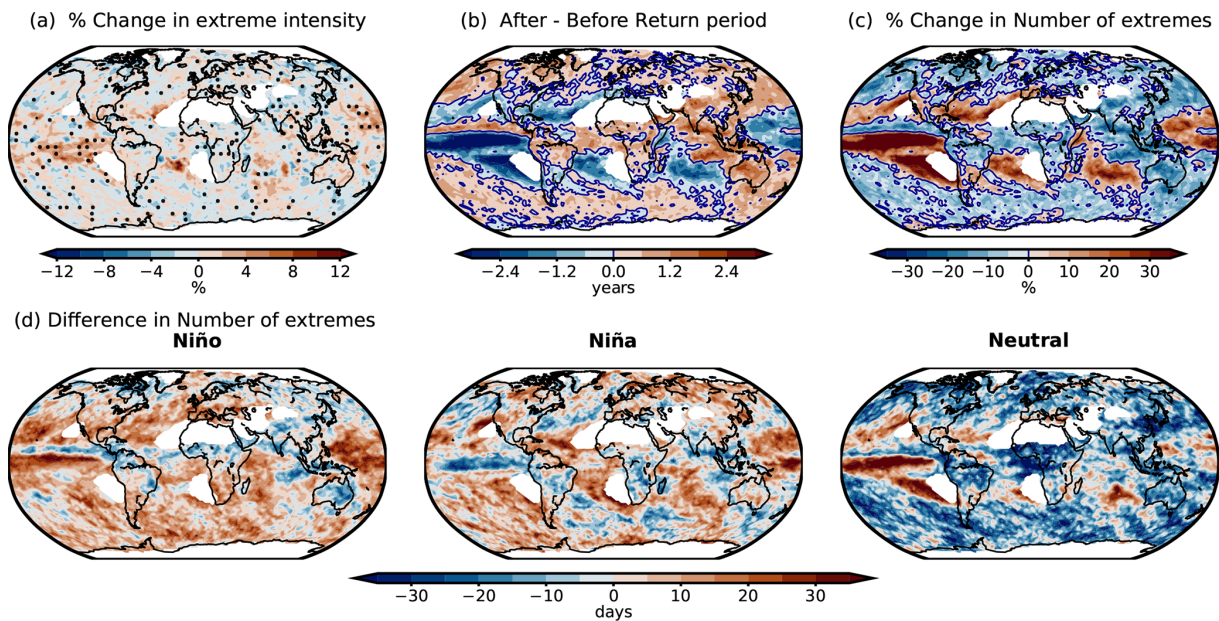 (a) % Change in extreme intensity
(b) After - Before Return period
(c) % Change in Number of extremes
−12 −8 −4 0 4 8 12
%
−2.4 −1.2 0.0 1.2 2.4
years
−30 −20 −10 0 10 20 30
%
(d) Difference in Number of extremes
Niño
Niña
Neutral
−30 −20 −10 0 10 20 30
days